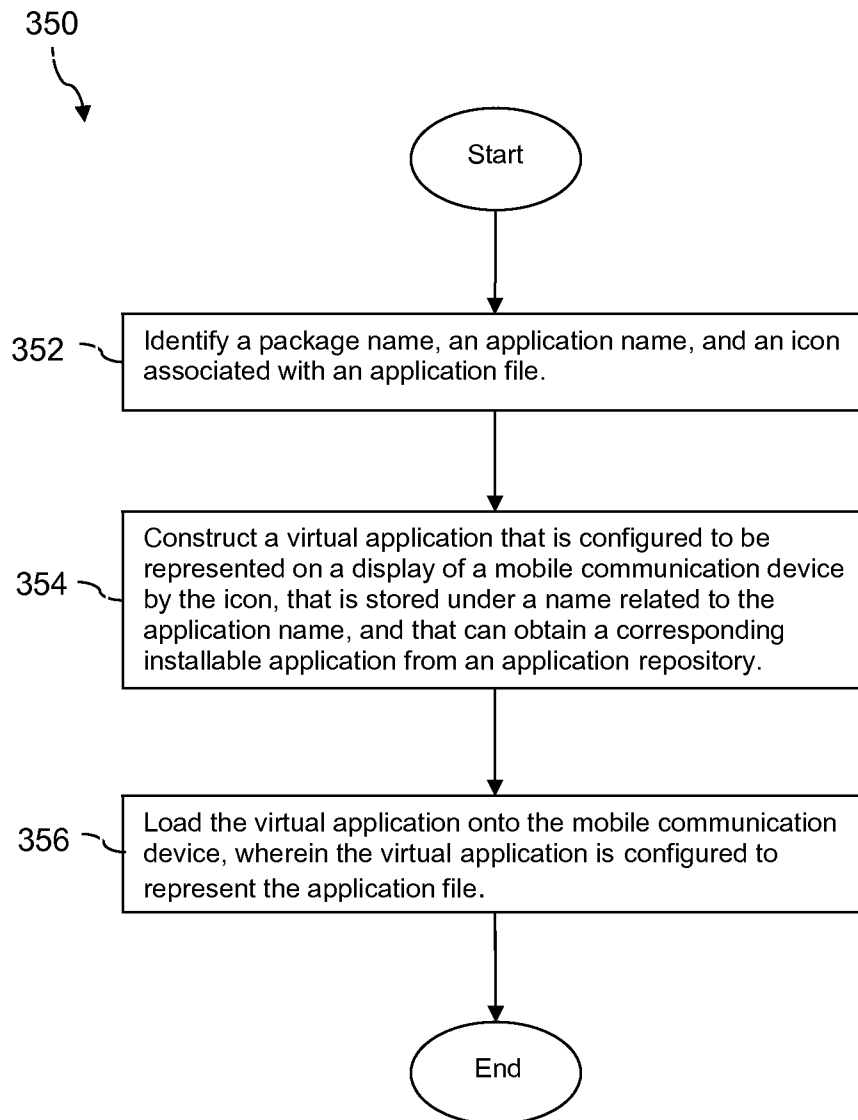 350
Start
352
Identify a package name, an application name, and an icon
associated with an application file.
354
Construct a virtual application that is configured to be
represented on a display of a mobile communication device
by the icon, that is stored under a name related to the
application name, and that can obtain a corresponding
installable application from an application repository.
356
Load the virtual application onto the mobile communication
device, wherein the virtual application is configured to
represent the application file.
End